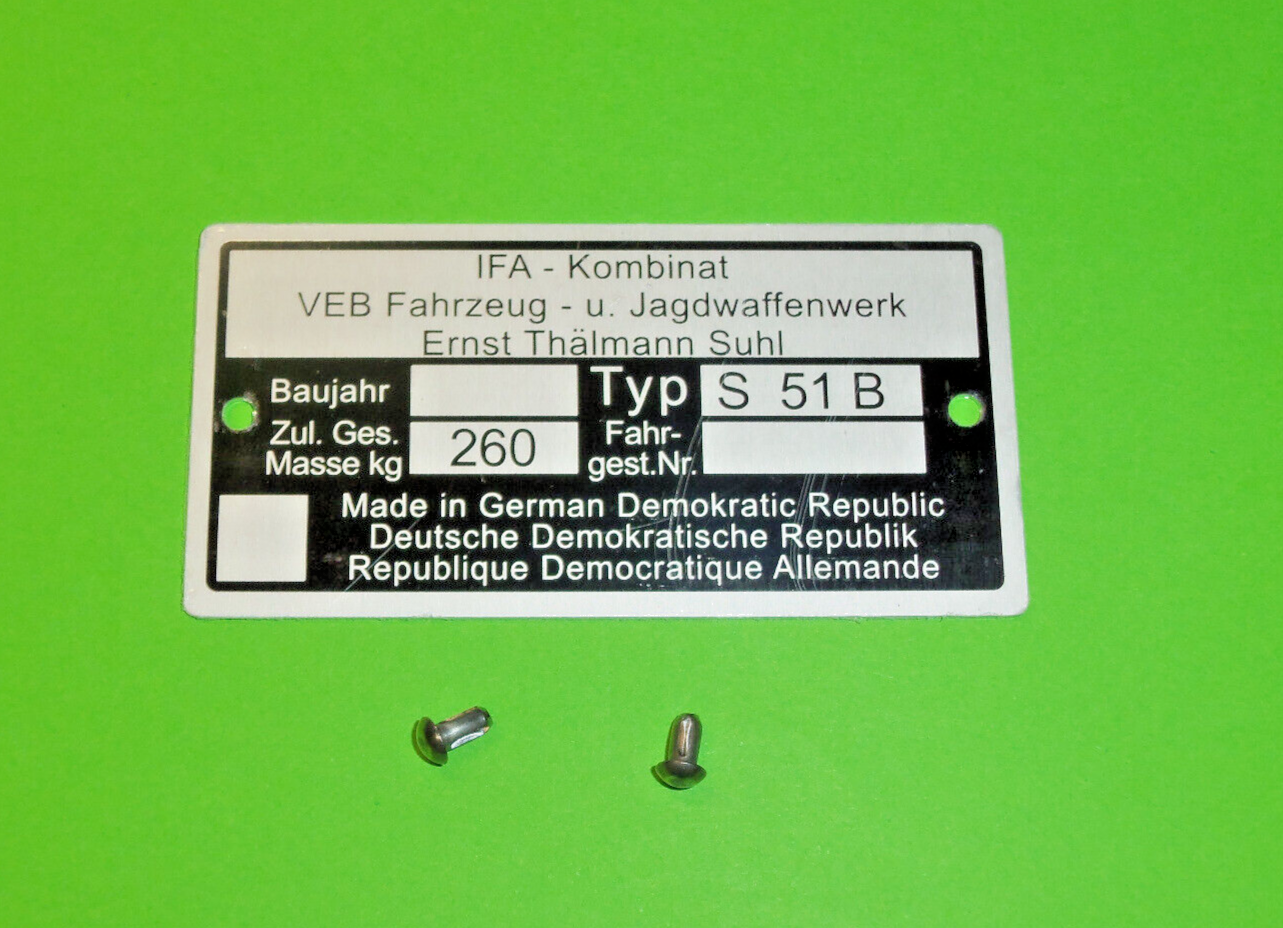 IFA - Kombinat
VEB Fahrzeug - u. Jagdwaffenwerk
Ernst Thälmann Suhl
Baujahr
Typ S 51 B
Zul. Ges.
Masse kg 260
Fahr-
gest.Nr.
Made in German Demokratic Republic
Deutsche Demokratische Republik
Republique Democratique Allemande